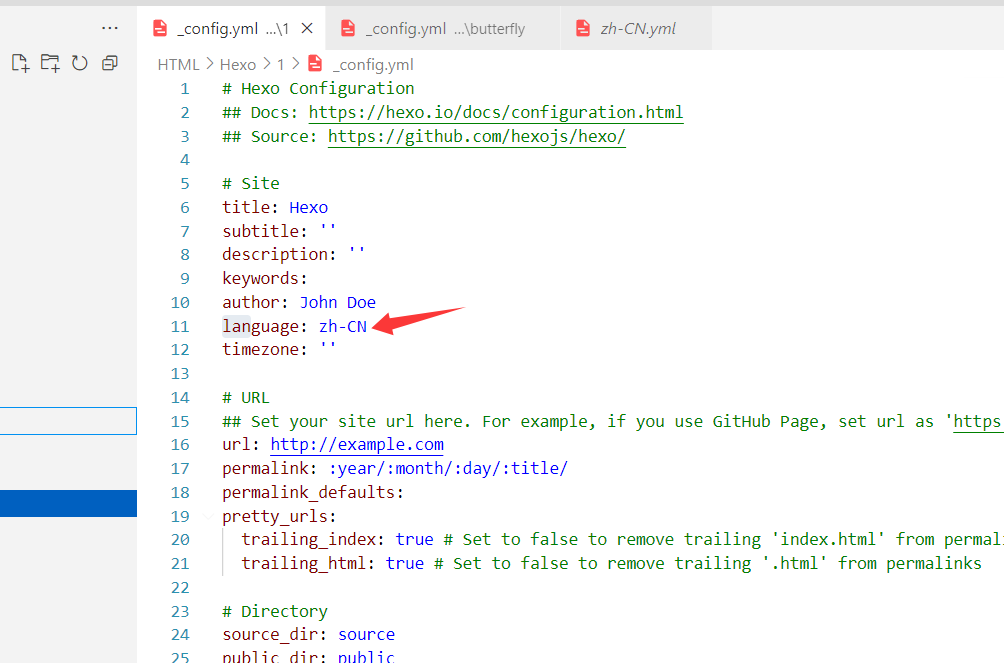 _config.yml ...\1
_config.yml ...\butterfly
zh-CN.yml
HTML > Hexo > 1 > _config.yml
1 # Hexo Configuration
2 ## Docs: https://hexo.io/docs/configuration.html
3 ## Source: https://github.com/hexojs/hexo/
4
5 # Site
6 title: Hexo
7 subtitle: ''
8 description: ''
9 keywords:
10 author: John Doe
11 language: zh-CN
12 timezone: ''
13
14 # URL
15 ## Set your site url here. For example, if you use GitHub Page, set url as 'https
16 url: http://example.com
17 permalink: :year/:month/:day/:title/
18 permalink_defaults:
19 pretty_urls:
20 trailing_index: true # Set to false to remove trailing 'index.html' from permali
21 trailing_html: true # Set to false to remove trailing '.html' from permalinks
22
23 # Directory
24 source_dir: source
25 public_dir: public